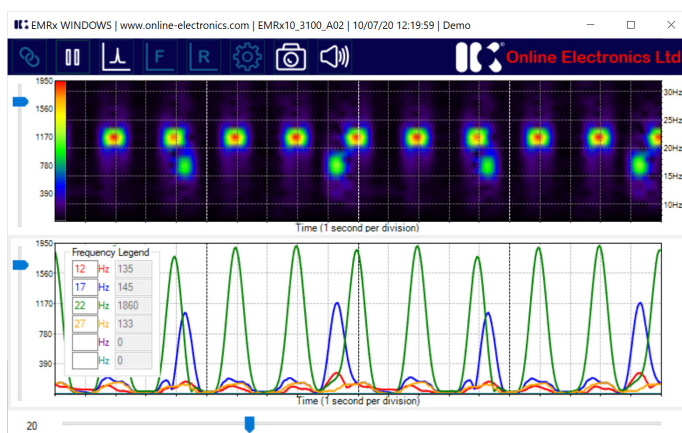 EMRx WINDOWS | www.online-electronics.com | EMRx10_3100_A02 | 10/07/20 12:19:59 | Demo
F R Online Electronics Ltd
1950
1560
1170
780
390
30Hz
25Hz
20Hz
15Hz
10Hz
Time (1 second per division)
1950
1560
1170
780
390
Frequency Legend
12 Hz 135
17 Hz 145
22 Hz 1860
27 Hz 133
Hz 0
Hz 0
Time (1 second per division)
20